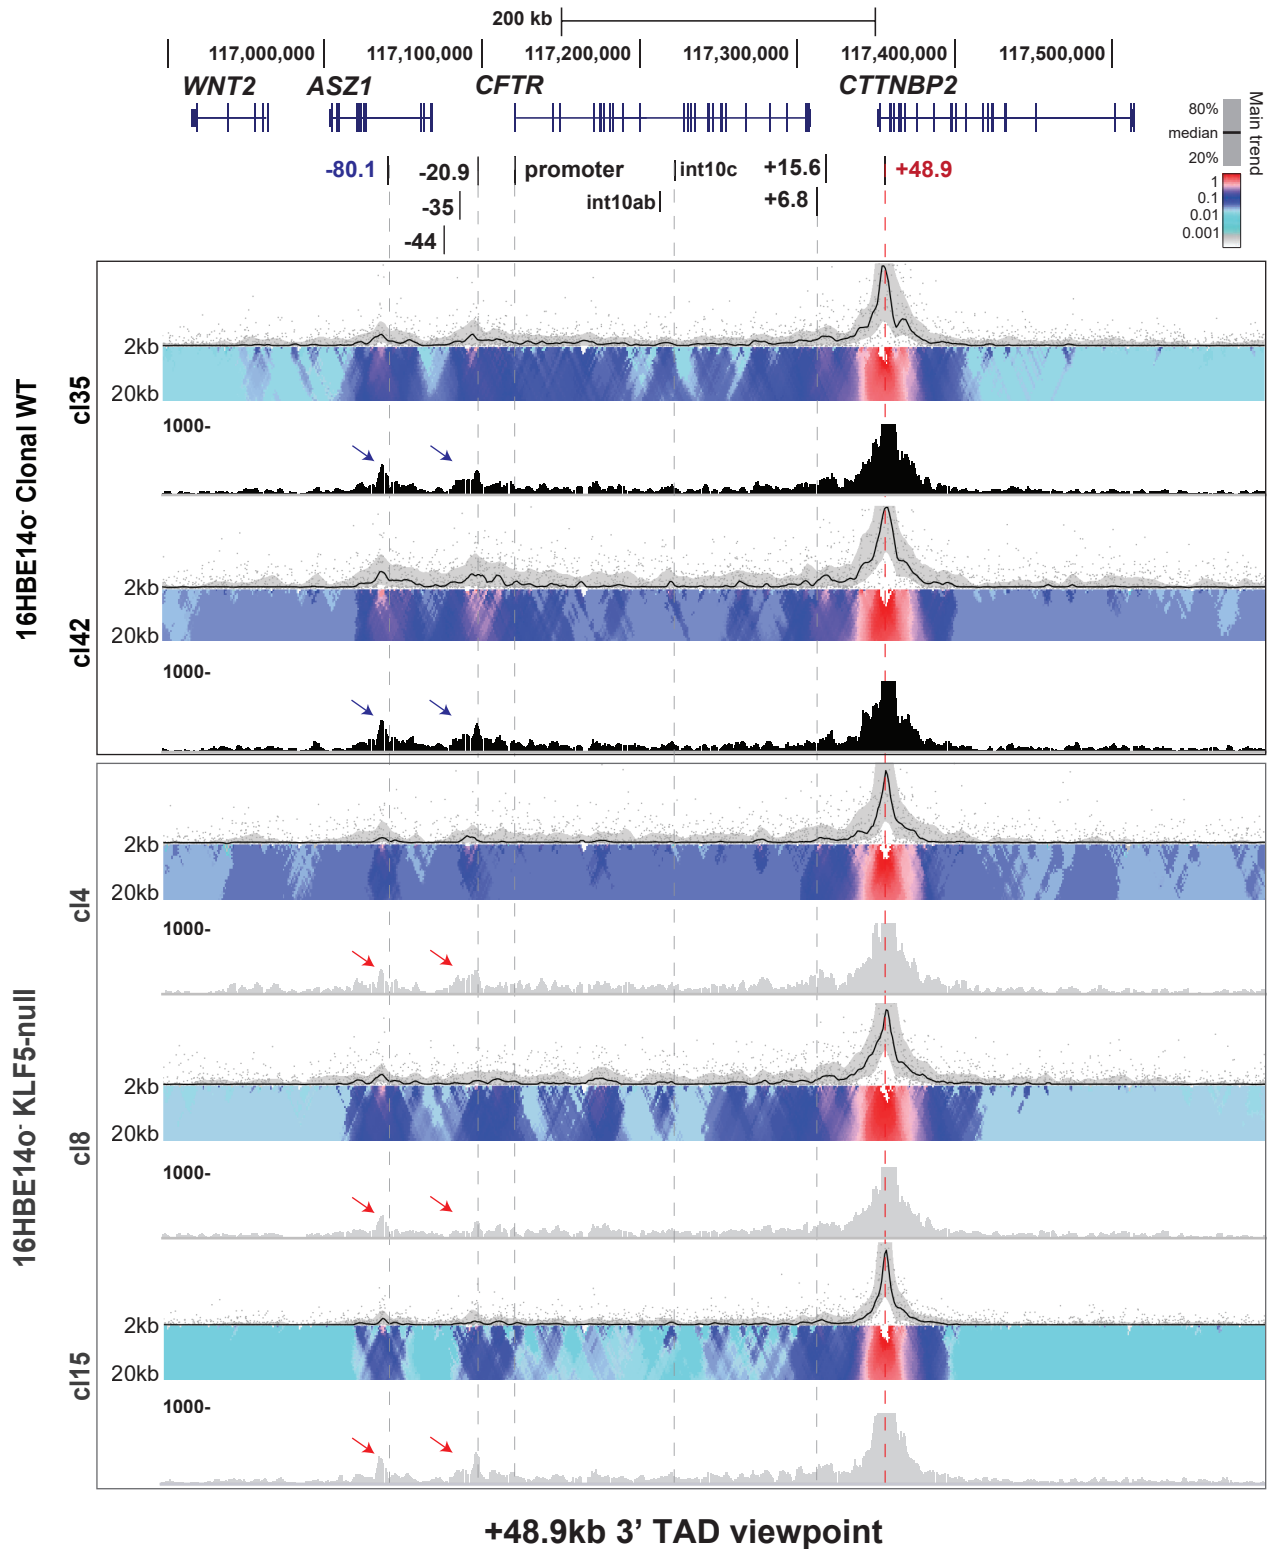 200 kb
117,000,000 117,100,000 117,200,000 117,300,000 117,400,000 117,500,000
WNT2 ASZ1 CFTR CTTNBP2
80%
median
20%
Main trend
1
0.1
0.01
0.001
-80.1 -20.9 promoter int10c +15.6 +48.9
-35 int10ab +6.8
-44
16HBE14o- Clonal WT
cl35
2kb
20kb
1000-
cl42
2kb
20kb
1000-
16HBE14o- KLF5-null
cl4
2kb
20kb
1000-
cl8
2kb
20kb
1000-
cl15
2kb
20kb
1000-
+48.9kb 3’ TAD viewpoint